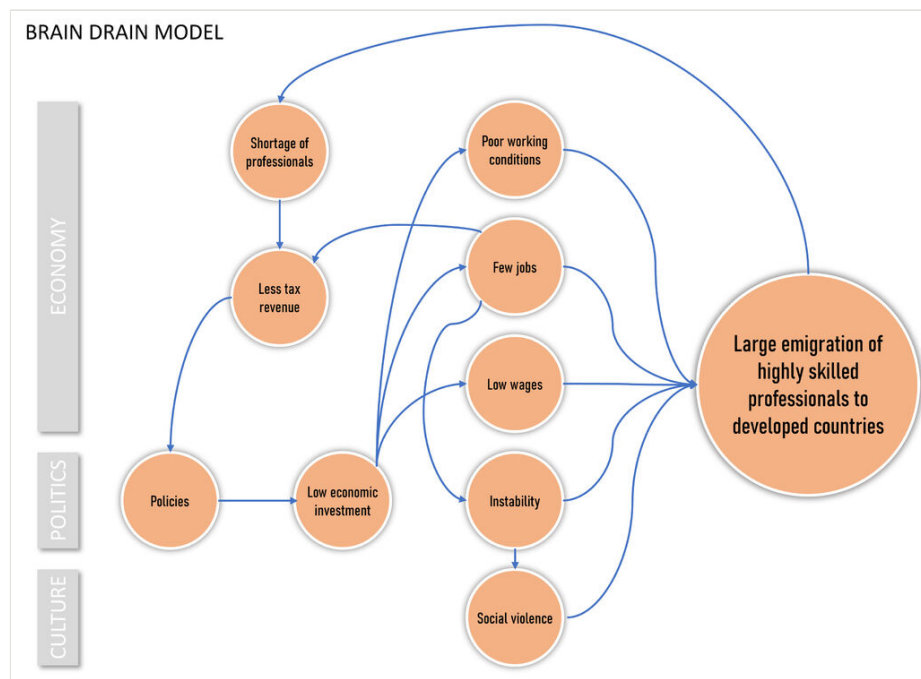 BRAIN DRAIN MODEL
ECONOMY
Shortage of
professionals
Poor working
conditions
Less tax
revenue
Few jobs
Low wages
Large emigration of
highly skilled
professionals to
developed countries
POLITICS
Policies
Low economic
investment
Instability
CULTURE
Social violence